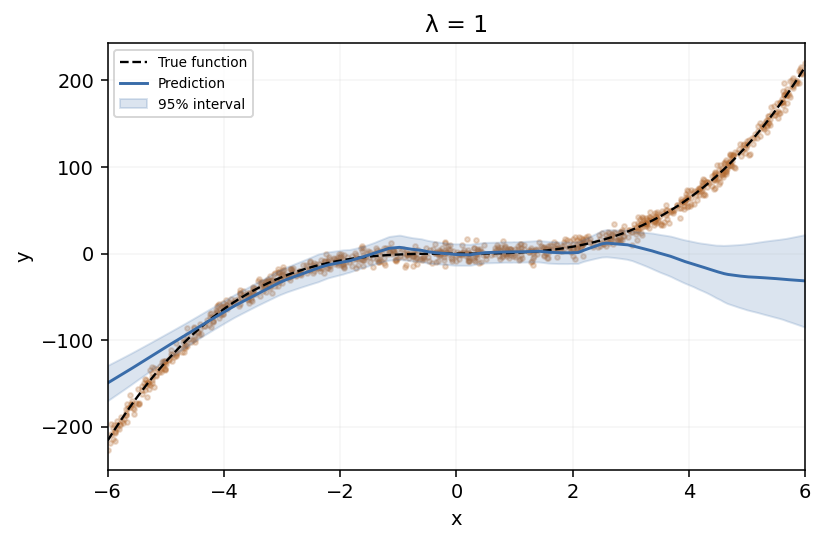 λ = 1
True function
Prediction
95% interval
y
200
100
0
−100
−200
−6
−4
−2
0
2
4
6
x